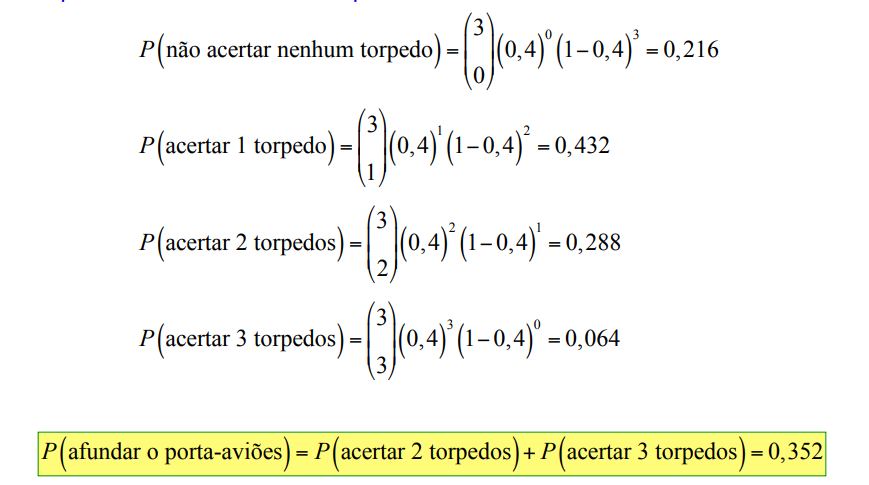 P(não acertar nenhum torpedo) = (3 0) (0,4)^0 (1−0,4)^3 = 0,216
P(acertar 1 torpedo) = (3 1) (0,4)^1 (1−0,4)^2 = 0,432
P(acertar 2 torpedos) = (3 2) (0,4)^2 (1−0,4)^1 = 0,288
P(acertar 3 torpedos) = (3 3) (0,4)^3 (1−0,4)^0 = 0,064
P(afundar o porta-aviões) = P(acertar 2 torpedos) + P(acertar 3 torpedos) = 0,352